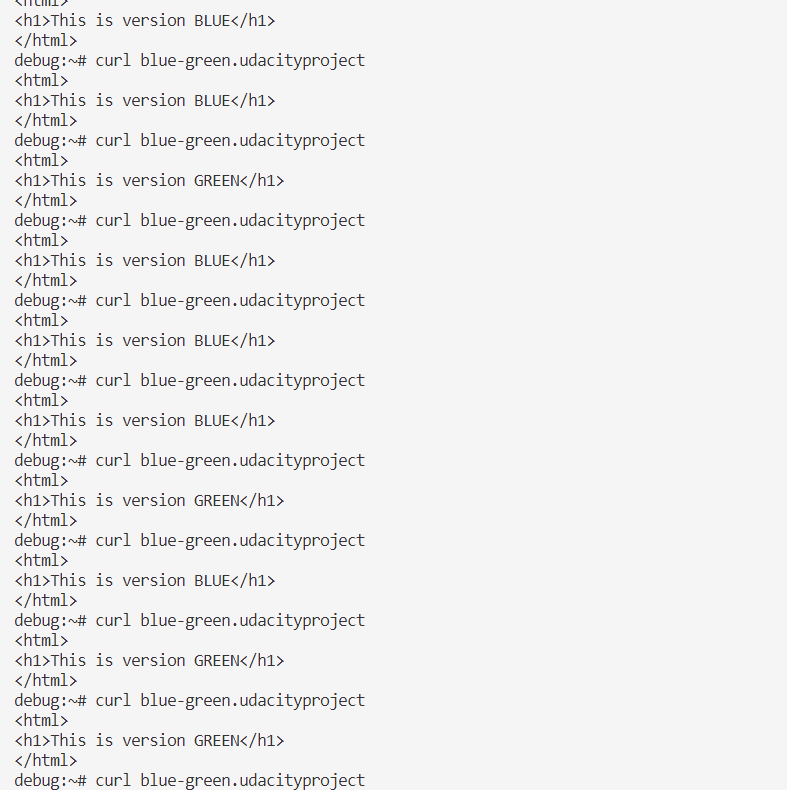 <html>
<h1>This is version BLUE</h1>
</html>
debug:~# curl blue-green.udacityproject
<html>
<h1>This is version BLUE</h1>
</html>
debug:~# curl blue-green.udacityproject
<html>
<h1>This is version GREEN</h1>
</html>
debug:~# curl blue-green.udacityproject
<html>
<h1>This is version BLUE</h1>
</html>
debug:~# curl blue-green.udacityproject
<html>
<h1>This is version BLUE</h1>
</html>
debug:~# curl blue-green.udacityproject
<html>
<h1>This is version BLUE</h1>
</html>
debug:~# curl blue-green.udacityproject
<html>
<h1>This is version GREEN</h1>
</html>
debug:~# curl blue-green.udacityproject
<html>
<h1>This is version BLUE</h1>
</html>
debug:~# curl blue-green.udacityproject
<html>
<h1>This is version GREEN</h1>
</html>
debug:~# curl blue-green.udacityproject
<html>
<h1>This is version GREEN</h1>
</html>
debug:~# curl blue-green.udacityproject